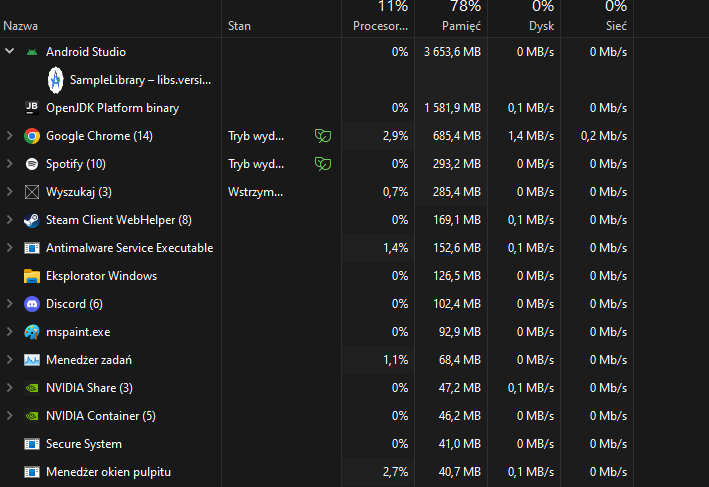 11% 78% 0% 0%
Nazwa Stan Procesor... Pamięć Dysk Sieć
Android Studio 0% 3 653,6 MB 0 MB/s 0 Mb/s
SampleLibrary – libs.versi...
OpenJDK Platform binary 0% 1 581,9 MB 0,1 MB/s 0 Mb/s
Google Chrome (14) Tryb wyd... 2,9% 685,4 MB 1,4 MB/s 0,2 Mb/s
Spotify (10) Tryb wyd... 0% 293,2 MB 0 MB/s 0 Mb/s
Wyszukaj (3) Wstrzym... 0,7% 285,4 MB 0 MB/s 0 Mb/s
Steam Client WebHelper (8) 0% 169,1 MB 0,1 MB/s 0 Mb/s
Antimalware Service Executable 1,4% 152,6 MB 0,1 MB/s 0 Mb/s
Eksplorator Windows 0% 126,5 MB 0 MB/s 0 Mb/s
Discord (6) 0% 102,4 MB 0 MB/s 0 Mb/s
mspaint.exe 0% 92,9 MB 0 MB/s 0 Mb/s
Menedżer zadań 1,1% 68,4 MB 0 MB/s 0 Mb/s
NVIDIA Share (3) 0% 47,2 MB 0,1 MB/s 0 Mb/s
NVIDIA Container (5) 0% 46,2 MB 0 MB/s 0 Mb/s
Secure System 0% 41,0 MB 0 MB/s 0 Mb/s
Menedżer okien pulpitu 2,7% 40,7 MB 0,1 MB/s 0 Mb/s